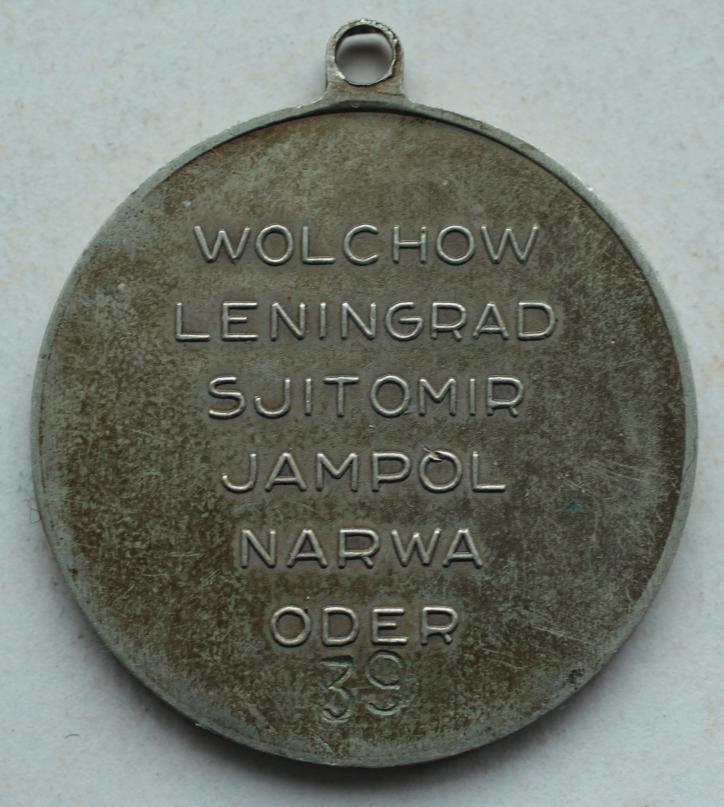 WOLCHOW
LENINGRAD
SJITOMIR
JAMPOL
NARWA
ODER
39